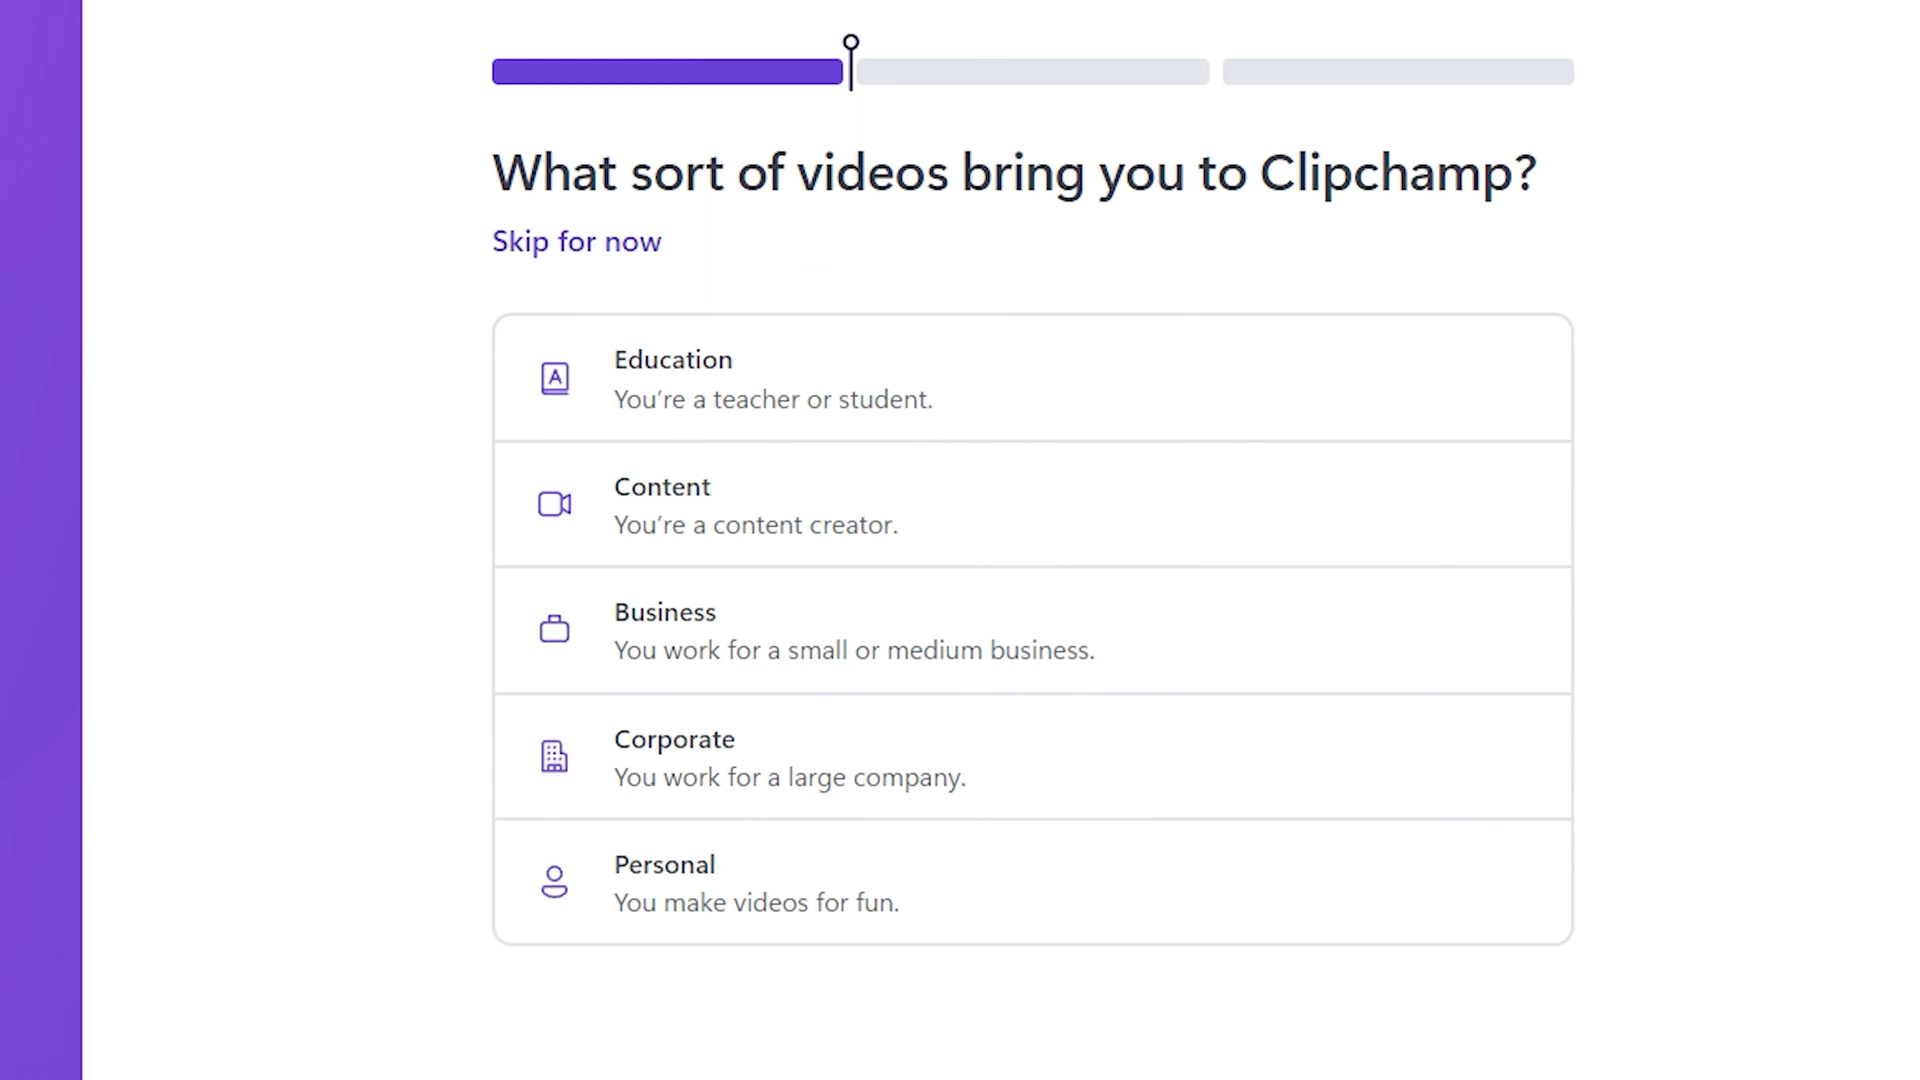 What sort of videos bring you to Clipchamp?
Skip for now
Education
You’re a teacher or student.
Content
You’re a content creator.
Business
You work for a small or medium business.
Corporate
You work for a large company.
Personal
You make videos for fun.